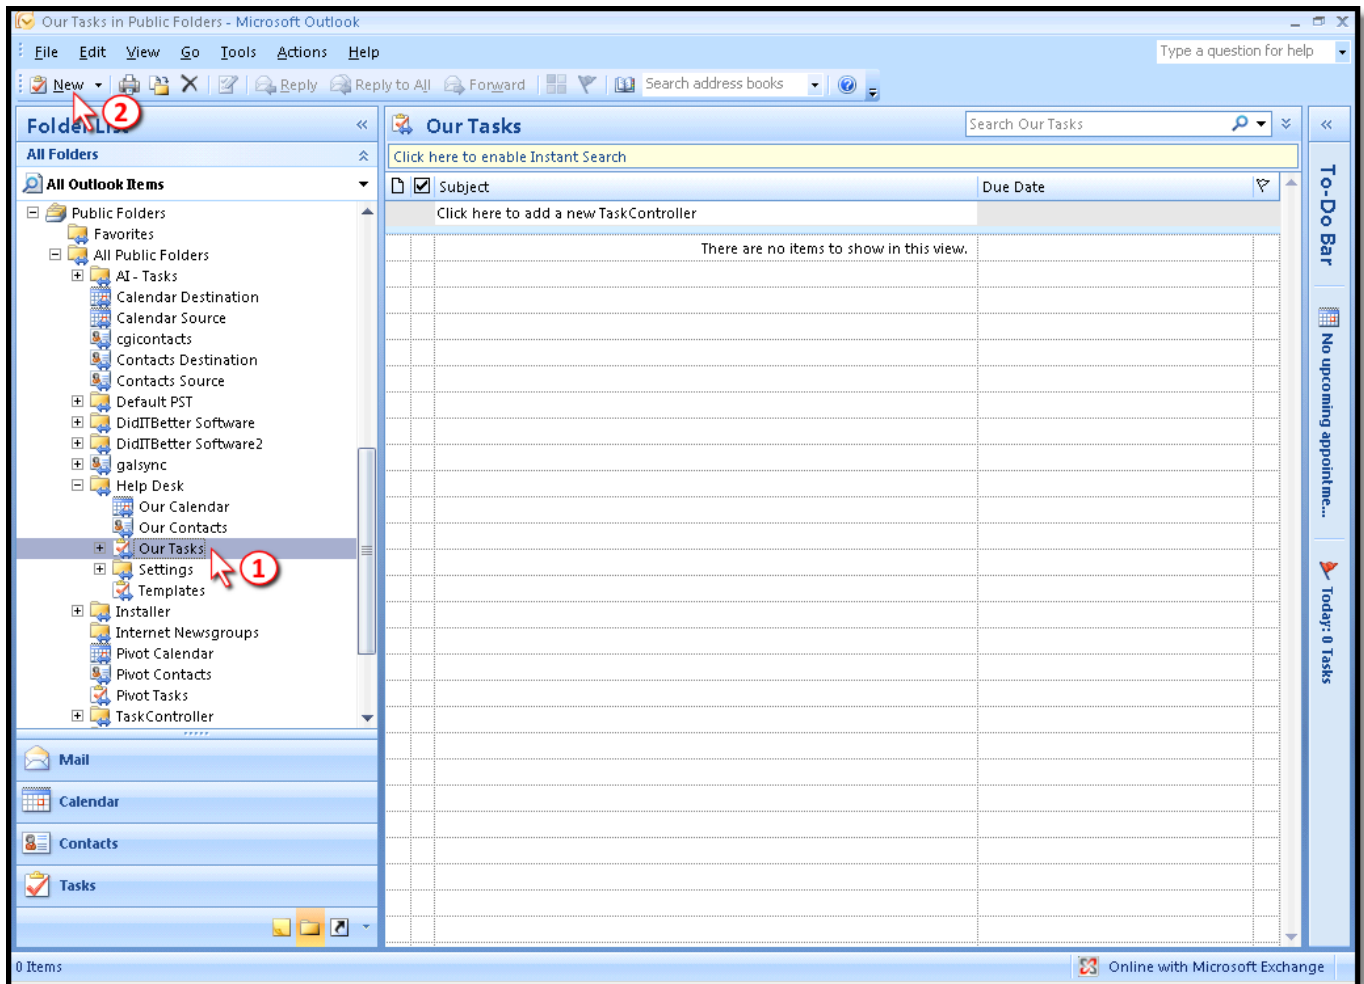 Our Tasks in Public Folders - Microsoft Outlook
File Edit View Go Tools Actions Help
Type a question for help
New Reply Reply to All Forward Search address books
2
Folder List
All Folders
All Outlook Items
Public Folders
Favorites
All Public Folders
AI - Tasks
Calendar Destination
Calendar Source
cgicontacts
Contacts Destination
Contacts Source
Default PST
DidITBetter Software
DidITBetter Software2
galsync
Help Desk
Our Calendar
Our Contacts
Our Tasks
1
Settings
Templates
Installer
Internet Newsgroups
Pivot Calendar
Pivot Contacts
Pivot Tasks
TaskController
Mail
Calendar
Contacts
Tasks
Our Tasks
Search Our Tasks
Click here to enable Instant Search
Subject Due Date
Click here to add a new TaskController
There are no items to show in this view.
To-Do Bar
No upcoming appointme...
Today: 0 Tasks
0 Items
Online with Microsoft Exchange